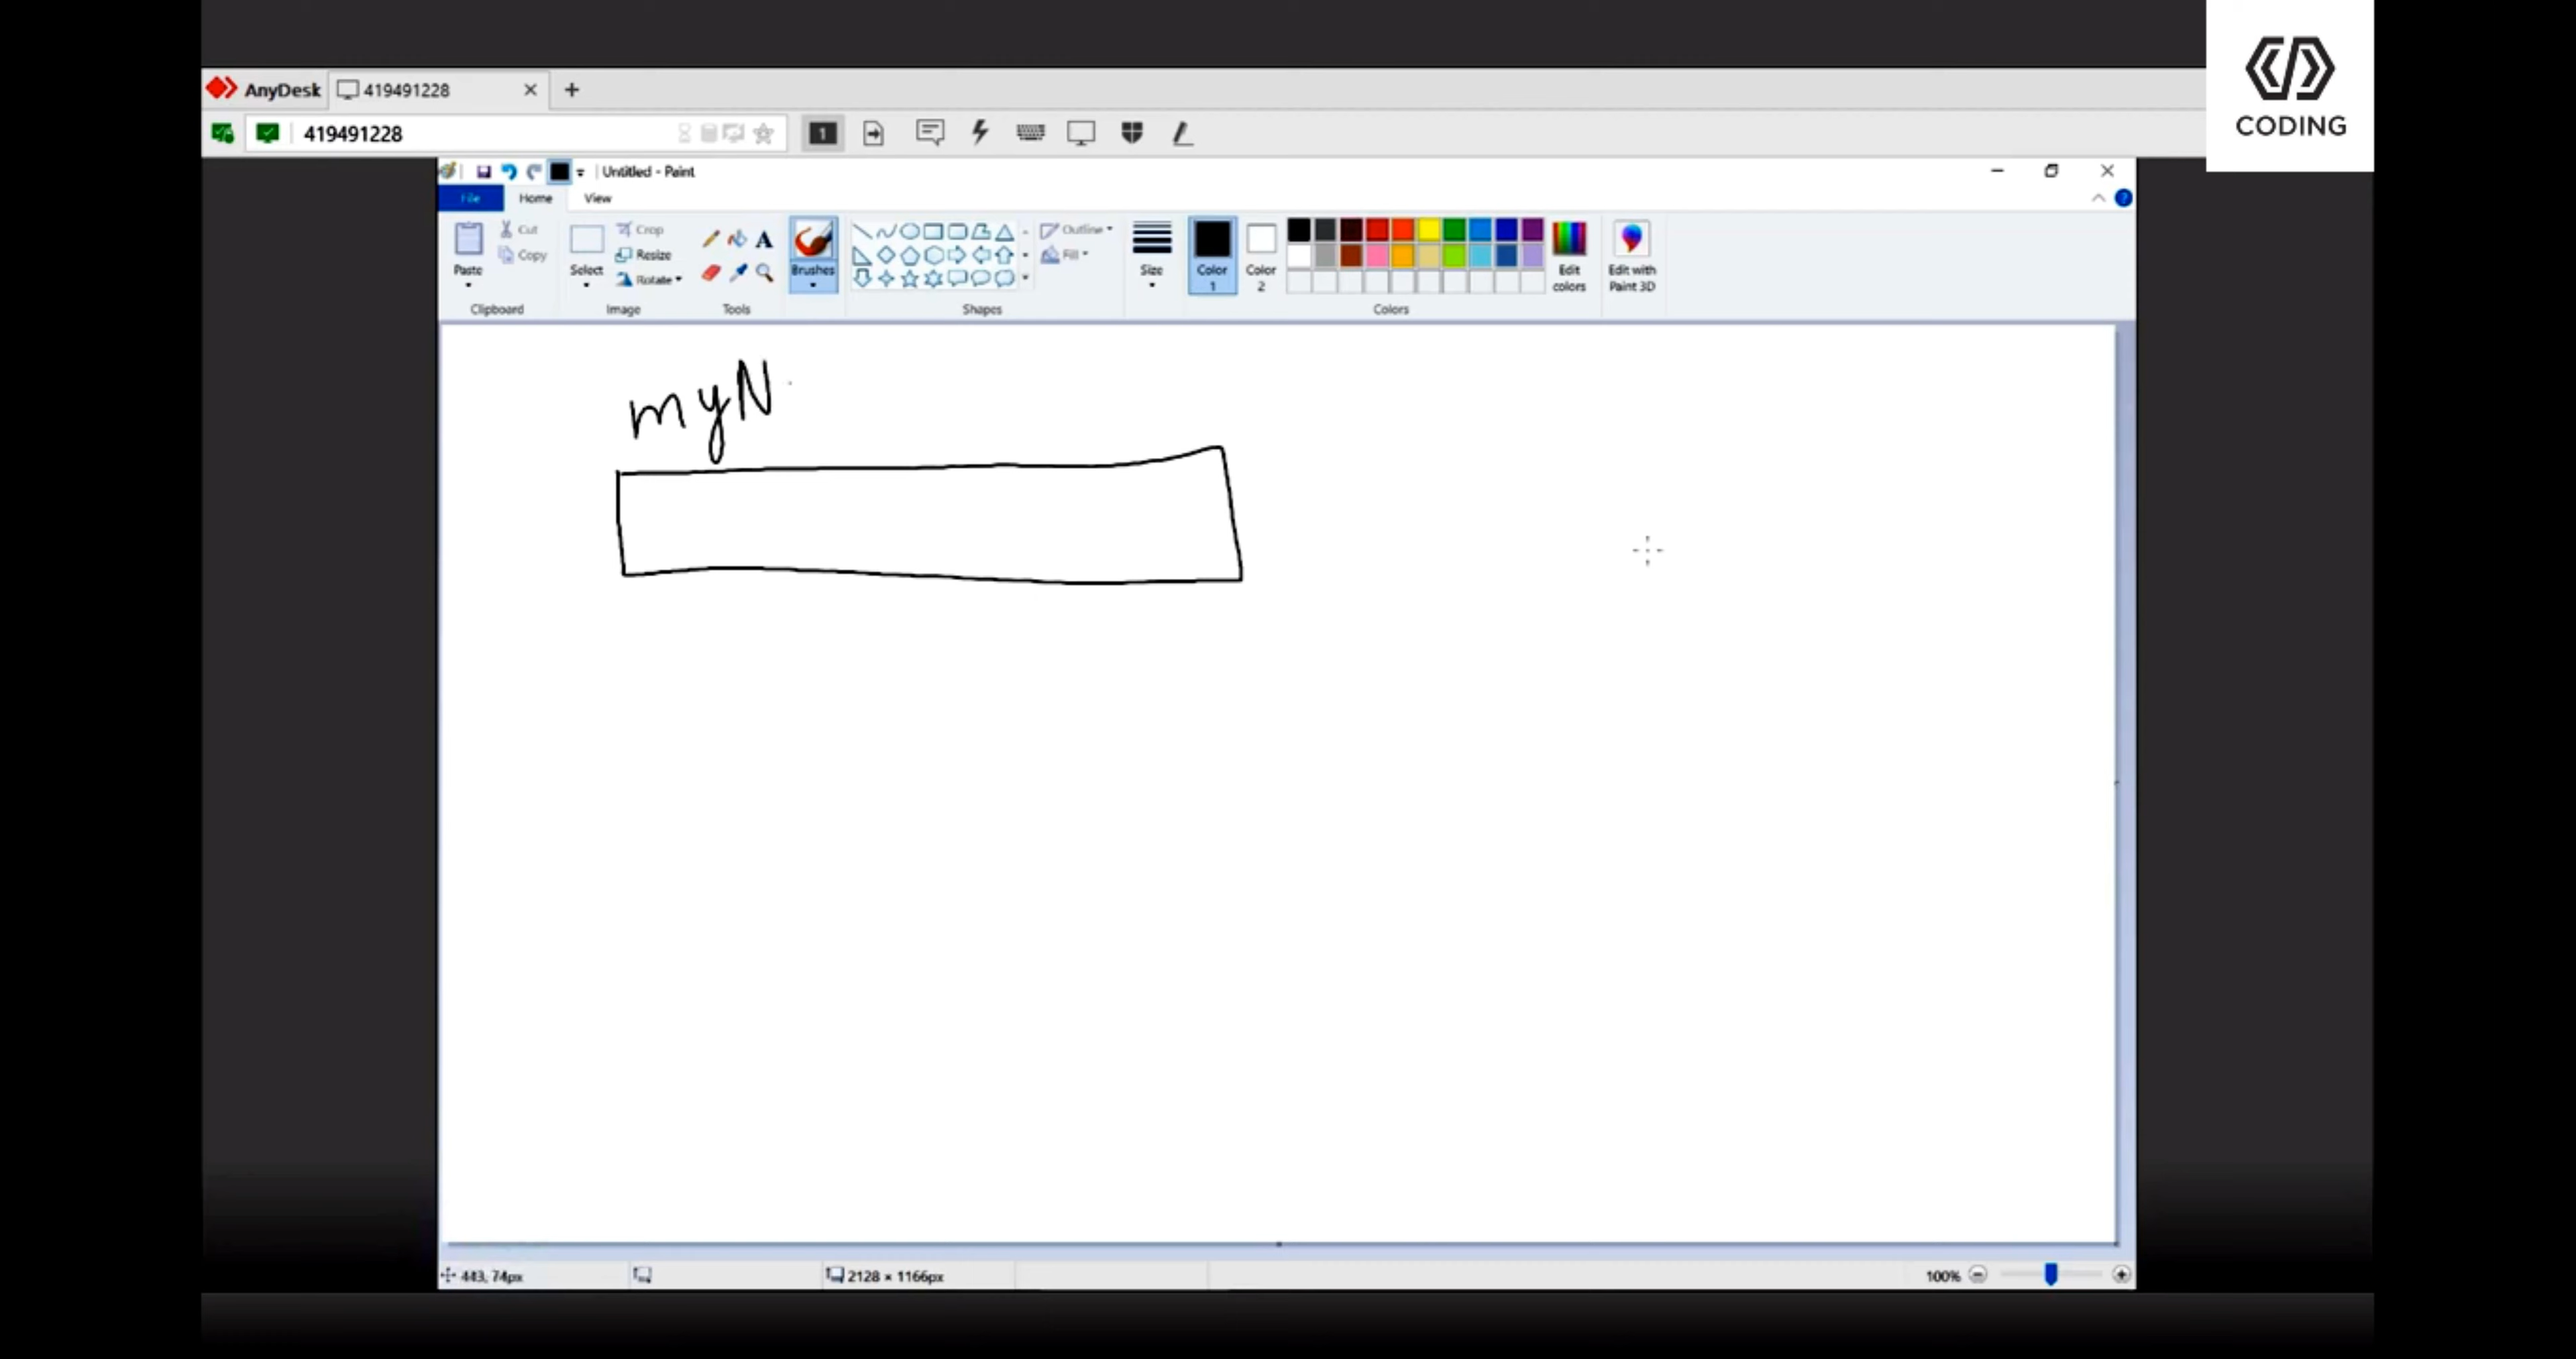 CODING
AnyDesk 419491228
419491228 1
Untitled - Paint
File Home View
Paste Cut Copy Select Crop Resize Rotate A Brushes Outline Fill Size Color 1 Color 2 Edit colors Edit with Paint 3D
Clipboard Image Tools Shapes Colors
myN
443, 74px 2128 × 1166px 100%